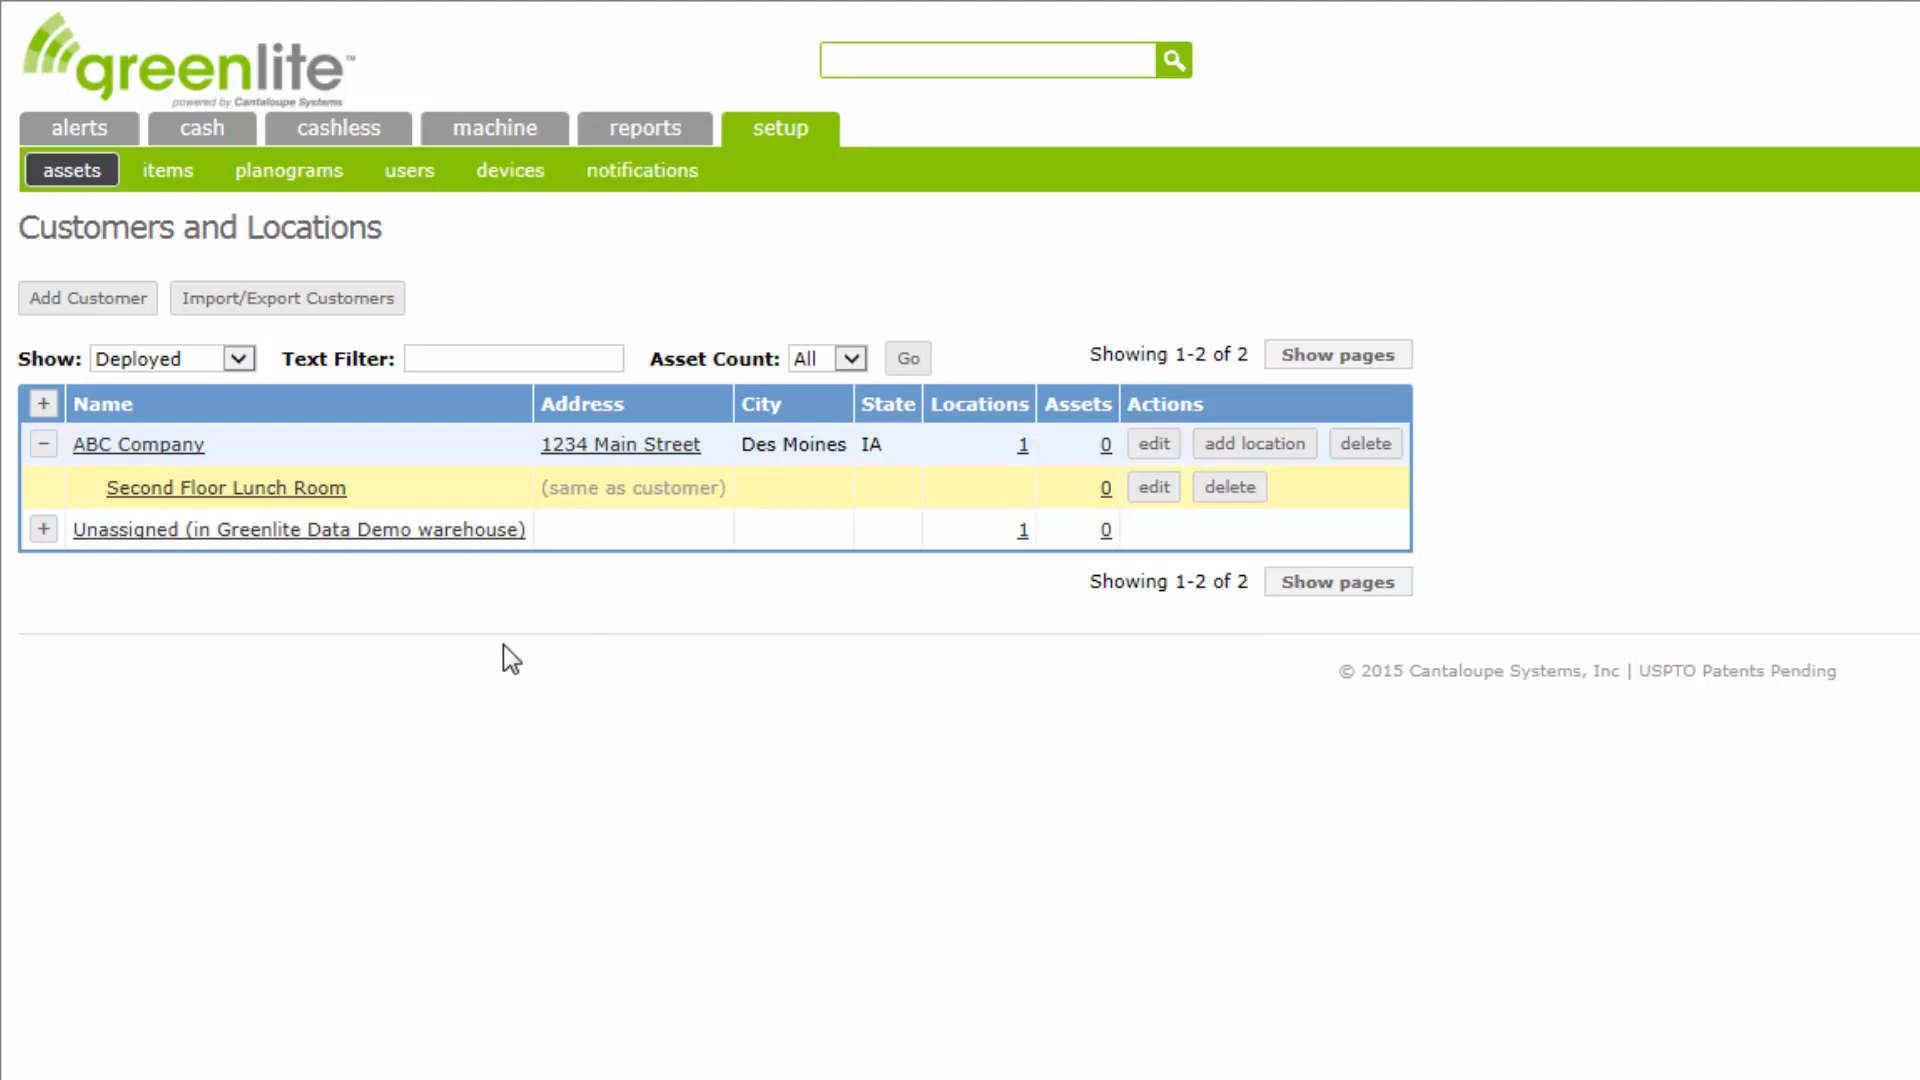 greenlite™
powered by Cantaloupe Systems
alerts cash cashless machine reports setup
assets items planograms users devices notifications
Customers and Locations
Add Customer Import/Export Customers
Show: Deployed Text Filter: Asset Count: All Go Showing 1-2 of 2 Show pages
+ Name Address City State Locations Assets Actions
− ABC Company 1234 Main Street Des Moines IA 1 0 edit add location delete
Second Floor Lunch Room (same as customer) 0 edit delete
+ Unassigned (in Greenlite Data Demo warehouse) 1 0
Showing 1-2 of 2 Show pages
© 2015 Cantaloupe Systems, Inc | USPTO Patents Pending